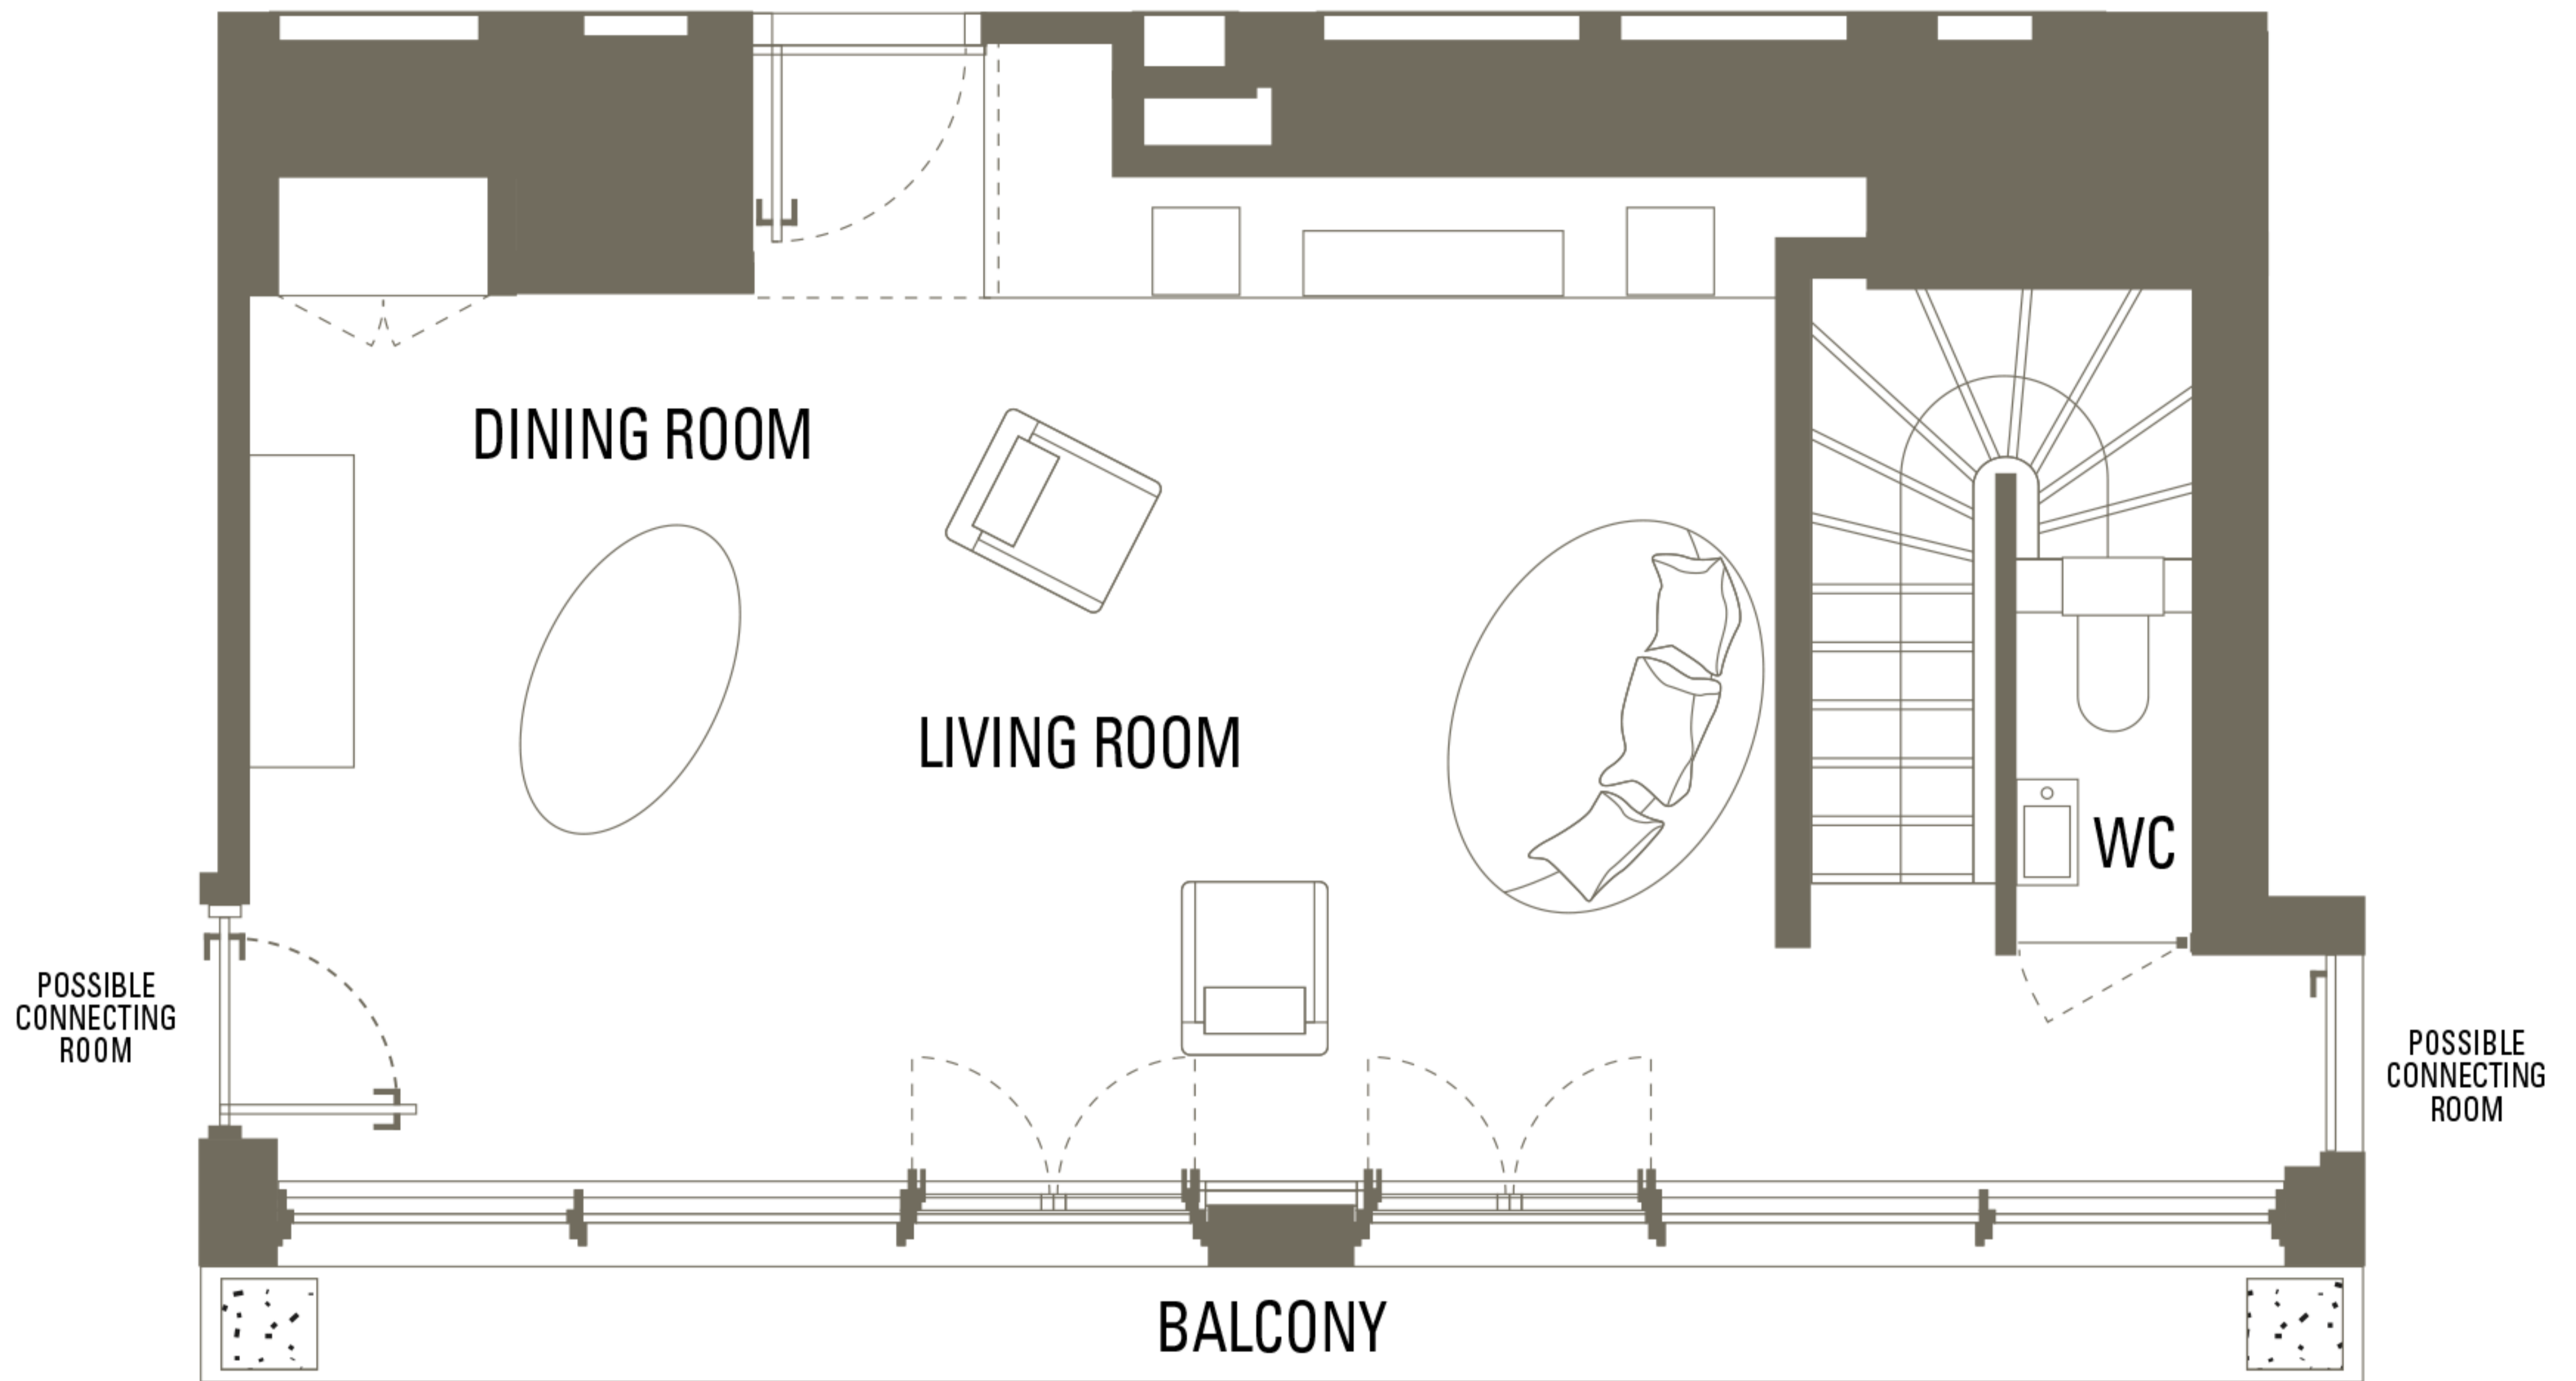 DINING ROOM
LIVING ROOM
WC
POSSIBLE
CONNECTING
ROOM
POSSIBLE
CONNECTING
ROOM
BALCONY